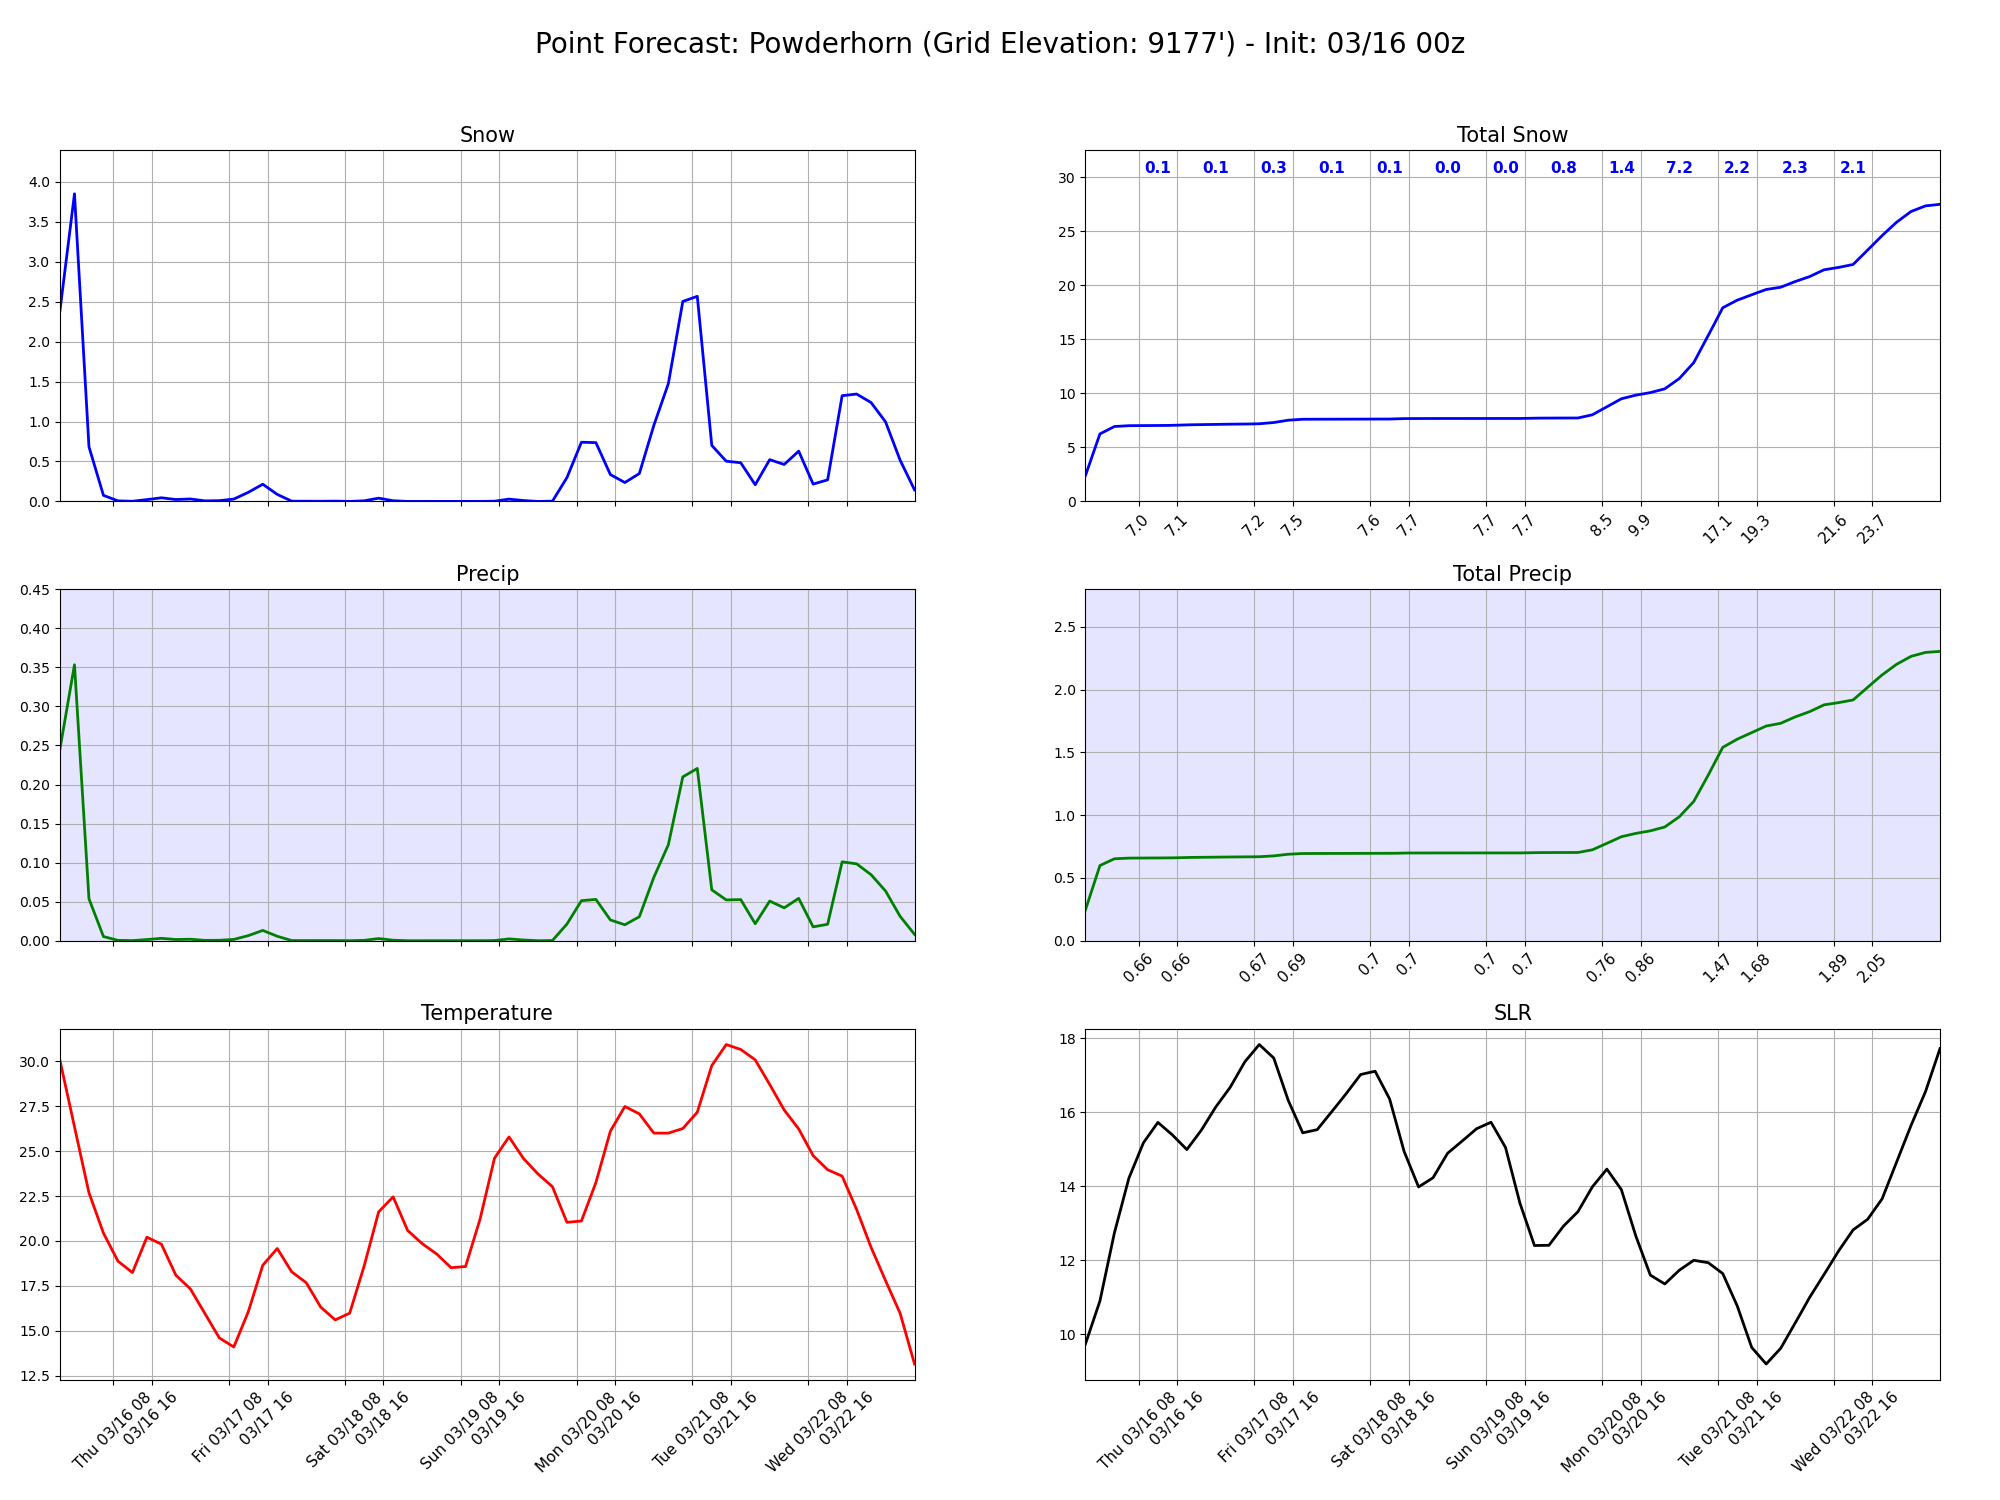 Point Forecast: Powderhorn (Grid Elevation: 9177') - Init: 03/16 00z
Snow
4.0
3.5
3.0
2.5
2.0
1.5
1.0
0.5
0.0
Total Snow
0.1 0.1 0.3 0.1 0.1 0.0 0.0 0.8 1.4 7.2 2.2 2.3 2.1
30
25
20
15
10
5
0
7.0 7.1 7.2 7.5 7.6 7.7 7.7 7.7 8.5 9.9 17.1 19.3 21.6 23.7
Precip
0.45
0.40
0.35
0.30
0.25
0.20
0.15
0.10
0.05
0.00
Total Precip
2.5
2.0
1.5
1.0
0.5
0.0
0.66 0.66 0.67 0.69 0.7 0.7 0.7 0.7 0.76 0.86 1.47 1.68 1.89 2.05
Temperature
30.0
27.5
25.0
22.5
20.0
17.5
15.0
12.5
Thu 03/16 08
03/16 16
Fri 03/17 08
03/17 16
Sat 03/18 08
03/18 16
Sun 03/19 08
03/19 16
Mon 03/20 08
03/20 16
Tue 03/21 08
03/21 16
Wed 03/22 08
03/22 16
SLR
18
16
14
12
10
Thu 03/16 08
03/16 16
Fri 03/17 08
03/17 16
Sat 03/18 08
03/18 16
Sun 03/19 08
03/19 16
Mon 03/20 08
03/20 16
Tue 03/21 08
03/21 16
Wed 03/22 08
03/22 16